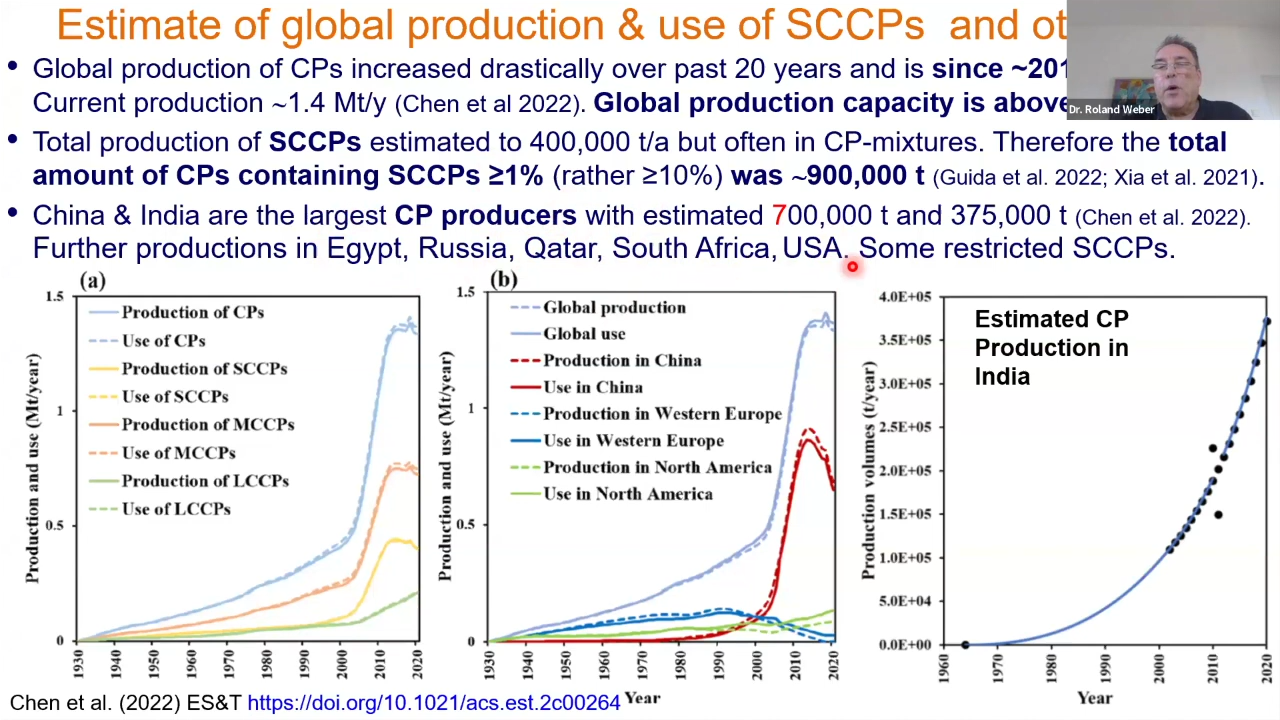 Estimate of global production & use of SCCPs and ot
• Global production of CPs increased drastically over past 20 years and is since ~201
Current production ~1.4 Mt/y (Chen et al 2022). Global production capacity is above
Dr. Roland Weber
• Total production of SCCPs estimated to 400,000 t/a but often in CP-mixtures. Therefore the total
amount of CPs containing SCCPs ≥1% (rather ≥10%) was ~900,000 t (Guida et al. 2022; Xia et al. 2021).
• China & India are the largest CP producers with estimated 700,000 t and 375,000 t (Chen et al. 2022).
Further productions in Egypt, Russia, Qatar, South Africa, USA. Some restricted SCCPs.
(a)
Production and use (Mt/year)
1.5
1
0.5
0
Production of CPs
Use of CPs
Production of SCCPs
Use of SCCPs
Production of MCCPs
Use of MCCPs
Production of LCCPs
Use of LCCPs
1930 1940 1950 1960 1970 1980 1990 2000 2010 2020
(b)
Production and use (Mt/year)
1.5
1
0.5
0
Global production
Global use
Production in China
Use in China
Production in Western Europe
Use in Western Europe
Production in North America
Use in North America
1930 1940 1950 1960 1970 1980 1990 2000 2010 2020
Year
Production volumes (t/year)
4.0E+05
3.5E+05
3.0E+05
2.5E+05
2.0E+05
1.5E+05
1.0E+05
5.0E+04
0.0E+00
Estimated CP
Production in
India
1960 1970 1980 1990 2000 2010 2020
Year
Chen et al. (2022) ES&T https://doi.org/10.1021/acs.est.2c00264